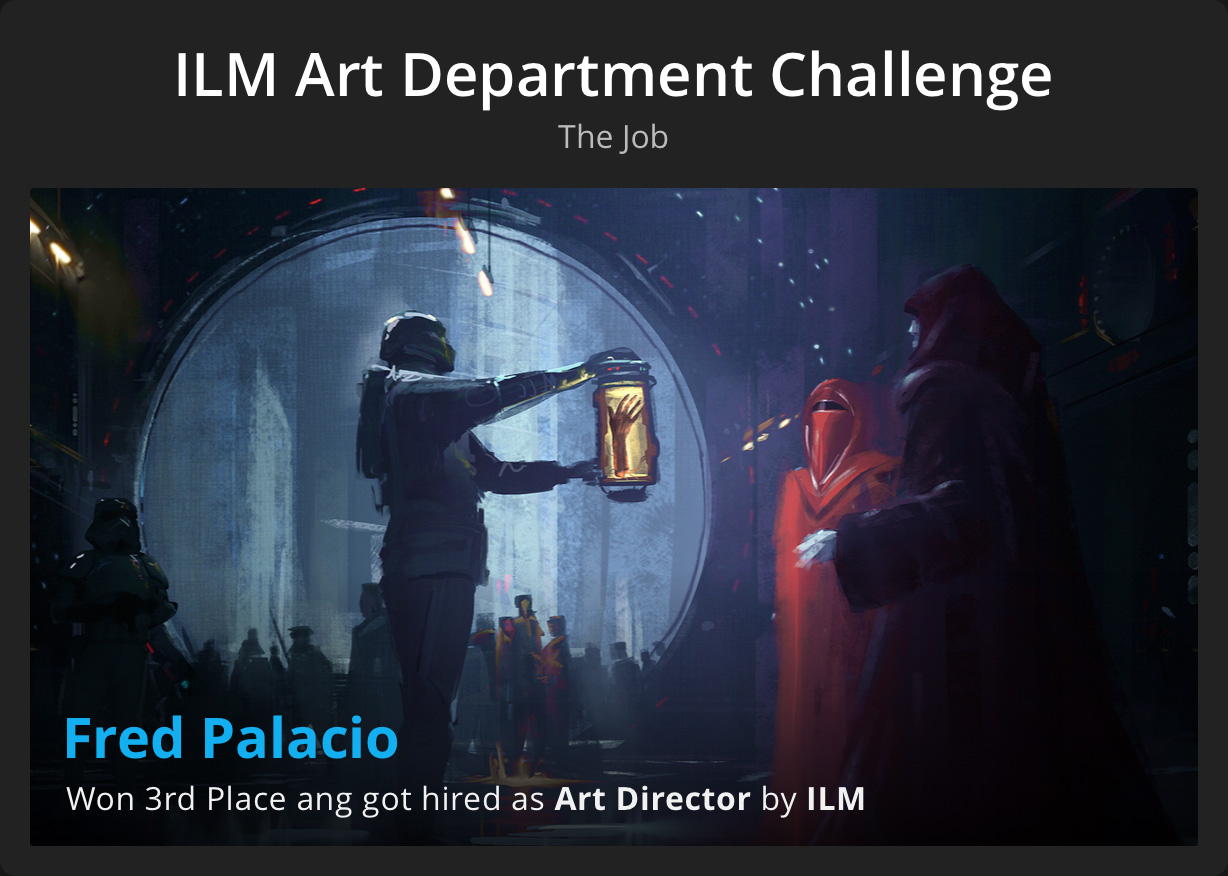 ILM Art Department Challenge
The Job
Fred Palacio
Won 3rd Place ang got hired as Art Director by ILM